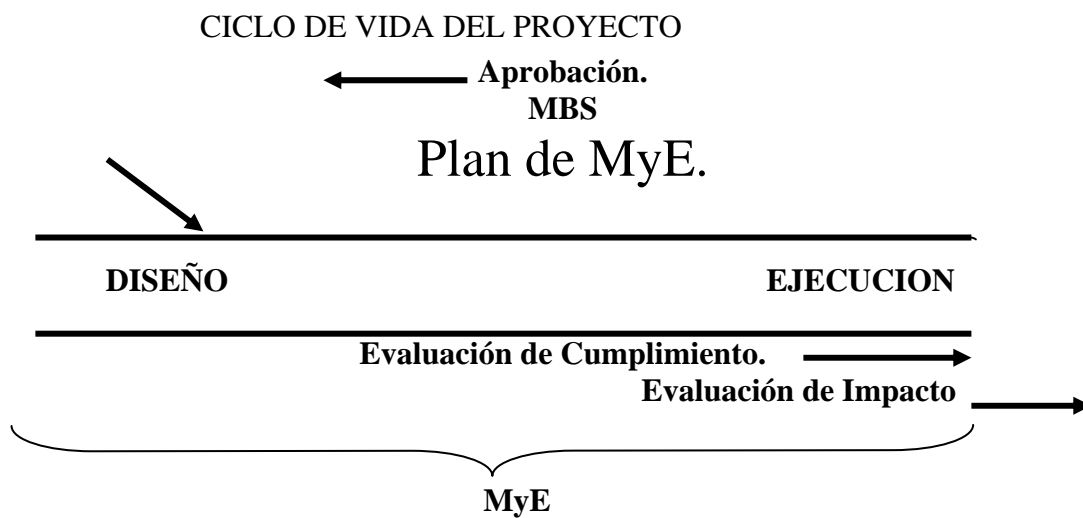 CICLO DE VIDA DEL PROYECTO
Aprobación.
MBS
Plan de MyE.
DISEÑO EJECUCION
Evaluación de Cumplimiento.
Evaluación de Impacto
MyE